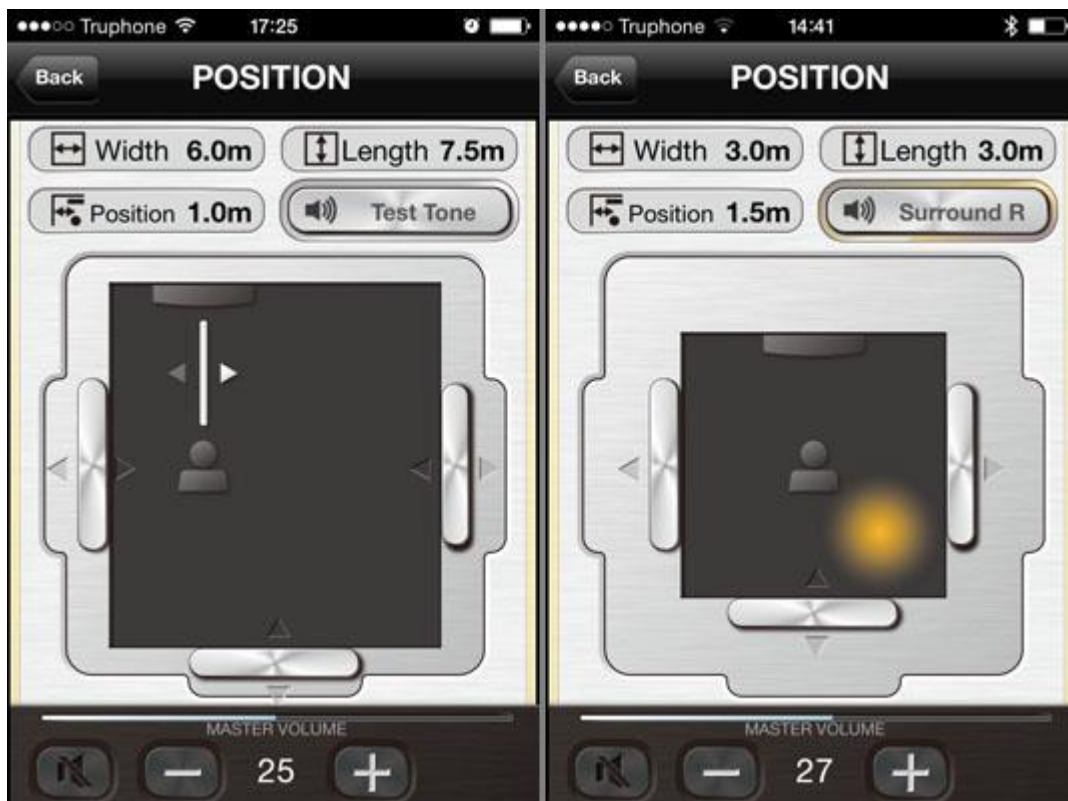 Truphone 17:25
Back POSITION
Width 6.0m Length 7.5m
Position 1.0m Test Tone
MASTER VOLUME
25
Truphone 14:41
Back POSITION
Width 3.0m Length 3.0m
Position 1.5m Surround R
MASTER VOLUME
27